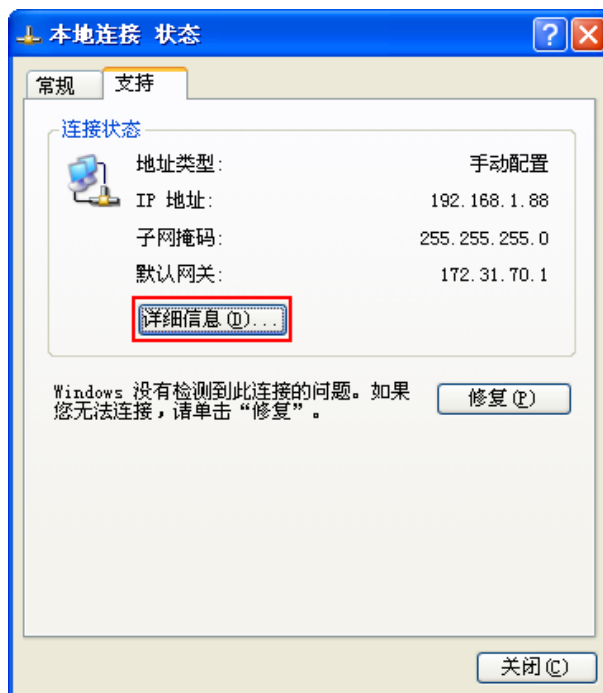 本地连接 状态
常规 支持
连接状态
地址类型: 手动配置
IP 地址: 192.168.1.88
子网掩码: 255.255.255.0
默认网关: 172.31.70.1
详细信息(D)...
Windows 没有检测到此连接的问题。如果
您无法连接，请单击“修复”。
修复(P)
关闭(C)